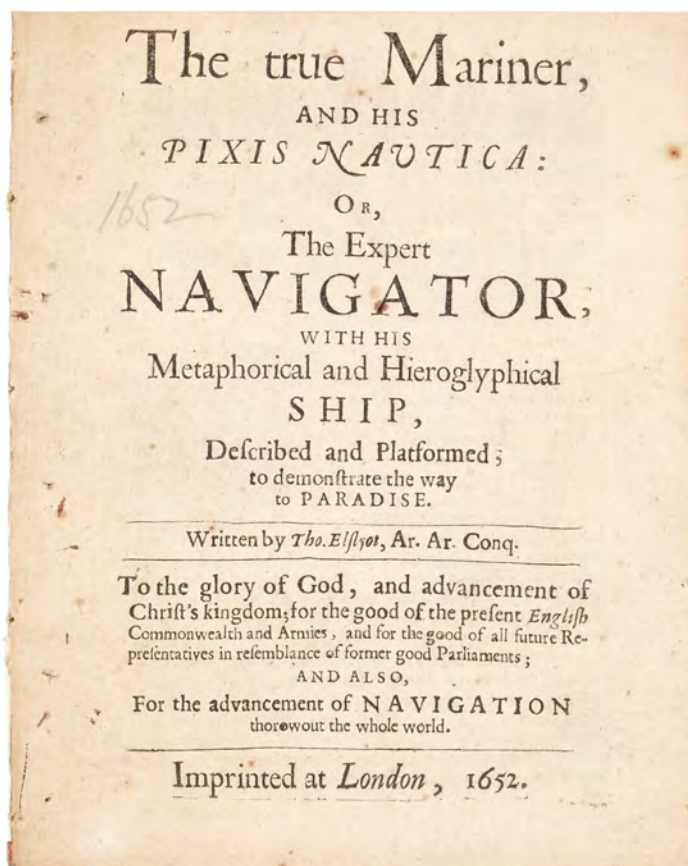 The true Mariner,
AND HIS
PIXIS NAUTICA:
1652
OR,
The Expert
NAVIGATOR,
WITH HIS
Metaphorical and Hieroglyphical
SHIP,
Deſcribed and Platformed;
to demonſtrate the way
to PARADISE.
Written by Tho. Elſlyot, Ar. Ar. Conq.
To the glory of God, and advancement of
Chriſt's kingdom; for the good of the preſent Engliſh
Commonwealth and Armies, and for the good of all future Re-
preſentatives in reſemblance of former good Parliaments;
AND ALSO,
For the advancement of NAVIGATION
thorowout the whole world.
Imprinted at London, 1652.